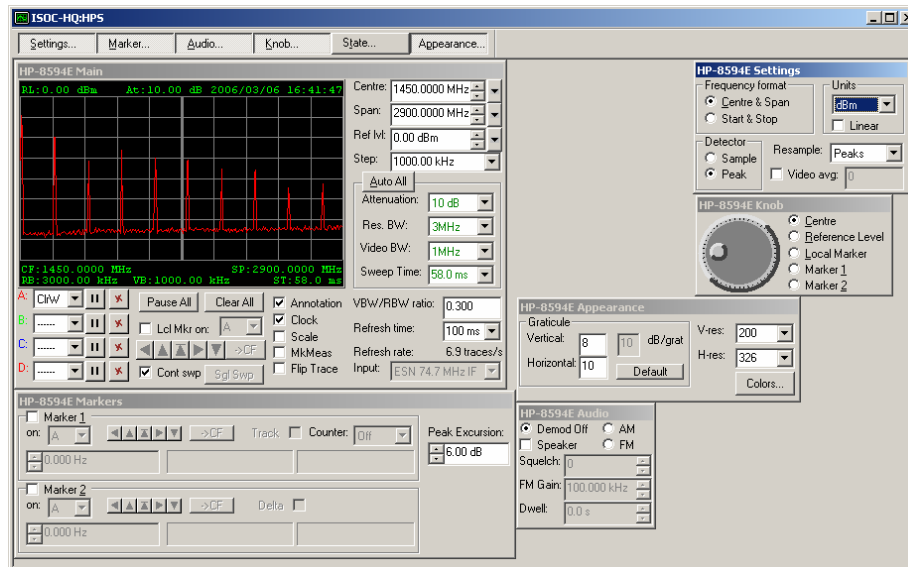 ISOC-HQ:HPS
Settings... Marker... Audio... Knob... State... Appearance...
HP-8594E Main
RL:0.00 dBm At:10.00 dB 2006/03/06 16:41:47
CF:1450.0000 MHz SP:2900.0000 MHz
RB:3000.00 kHz VB:1000.00 kHz ST:58.0 ms
Centre: 1450.0000 MHz
Span: 2900.0000 MHz
Ref lvl: 0.00 dBm
Step: 1000.00 kHz
Auto All
Attenuation: 10 dB
Res. BW: 3MHz
Video BW: 1MHz
Sweep Time: 58.0 ms
A: ClrW
B: ------
C: ------
D: ------
Pause All Clear All
Lcl Mkr on: A
->CF
Cont swp Sgl Swp
Annotation
Clock
Scale
MkMeas
Flip Trace
VBW/RBW ratio: 0.300
Refresh time: 100 ms
Refresh rate: 6.9 traces/s
Input: ESN 74.7 MHz IF
HP-8594E Settings
Frequency format
Centre & Span
Start & Stop
Units
dBm
Linear
Detector
Sample
Peak
Resample: Peaks
Video avg: 0
HP-8594E Knob
Centre
Reference Level
Local Marker
Marker 1
Marker 2
HP-8594E Appearance
Graticule
Vertical: 8 10 dB/grat
Horizontal: 10 Default
V-res: 200
H-res: 326
Colors...
HP-8594E Markers
Marker 1
on: A ->CF Track Counter: Off
0.000 Hz
Peak Excursion:
6.00 dB
Marker 2
on: A ->CF Delta
0.000 Hz
HP-8594E Audio
Demod Off AM
Speaker FM
Squelch: 0
FM Gain: 100.000 kHz
Dwell: 0.0 s